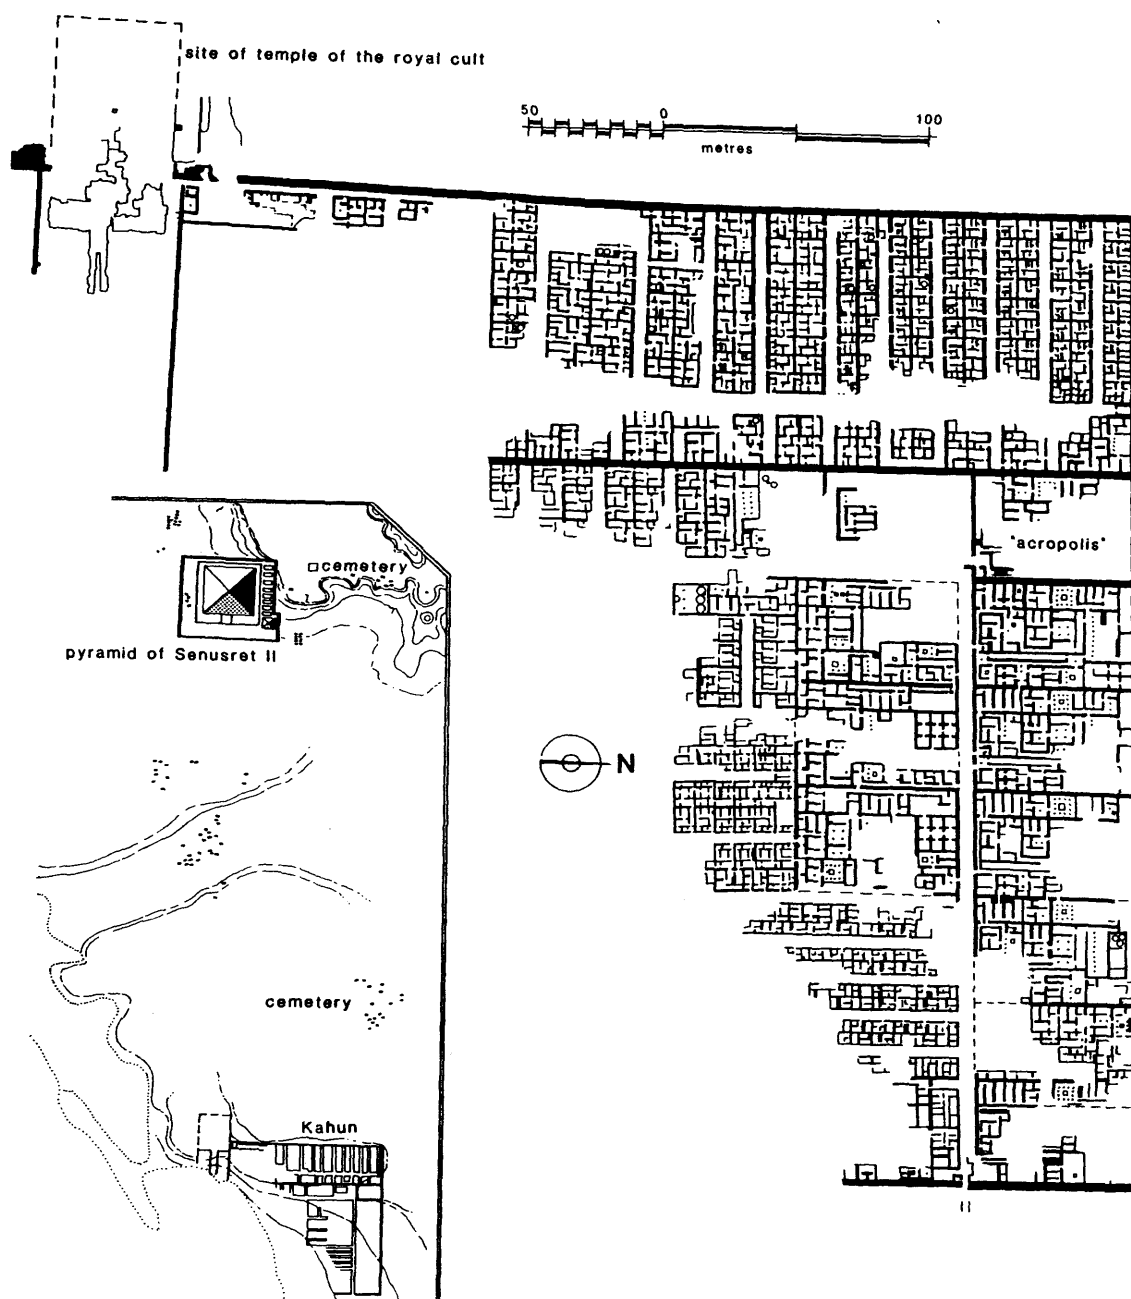 site of temple of the royal cult
50 0 100
metres
'acropolis'
cemetery
pyramid of Senusret II
N
cemetery
Kahun